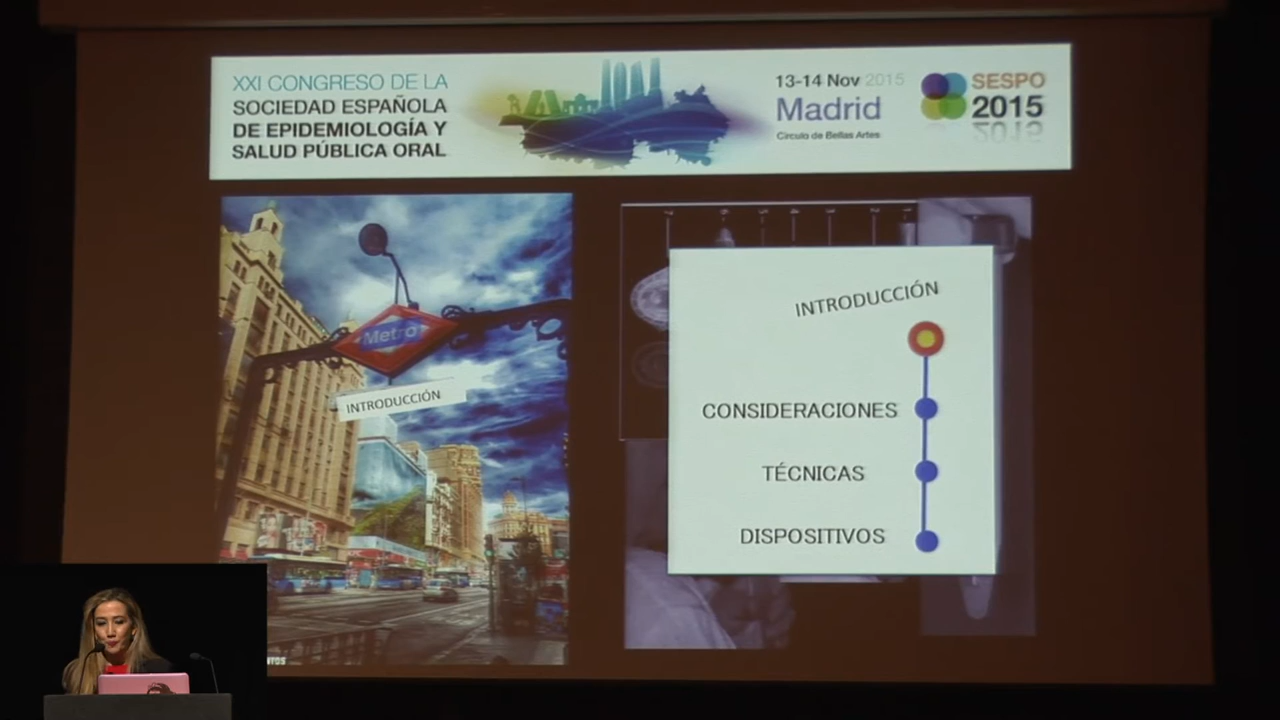 XXI CONGRESO DE LA
SOCIEDAD ESPAÑOLA
DE EPIDEMIOLOGÍA Y
SALUD PÚBLICA ORAL
13-14 Nov 2015
Madrid
Círculo de Bellas Artes
SESPO
2015
Metro
INTRODUCCIÓN
INTRODUCCIÓN
CONSIDERACIONES
TÉCNICAS
DISPOSITIVOS